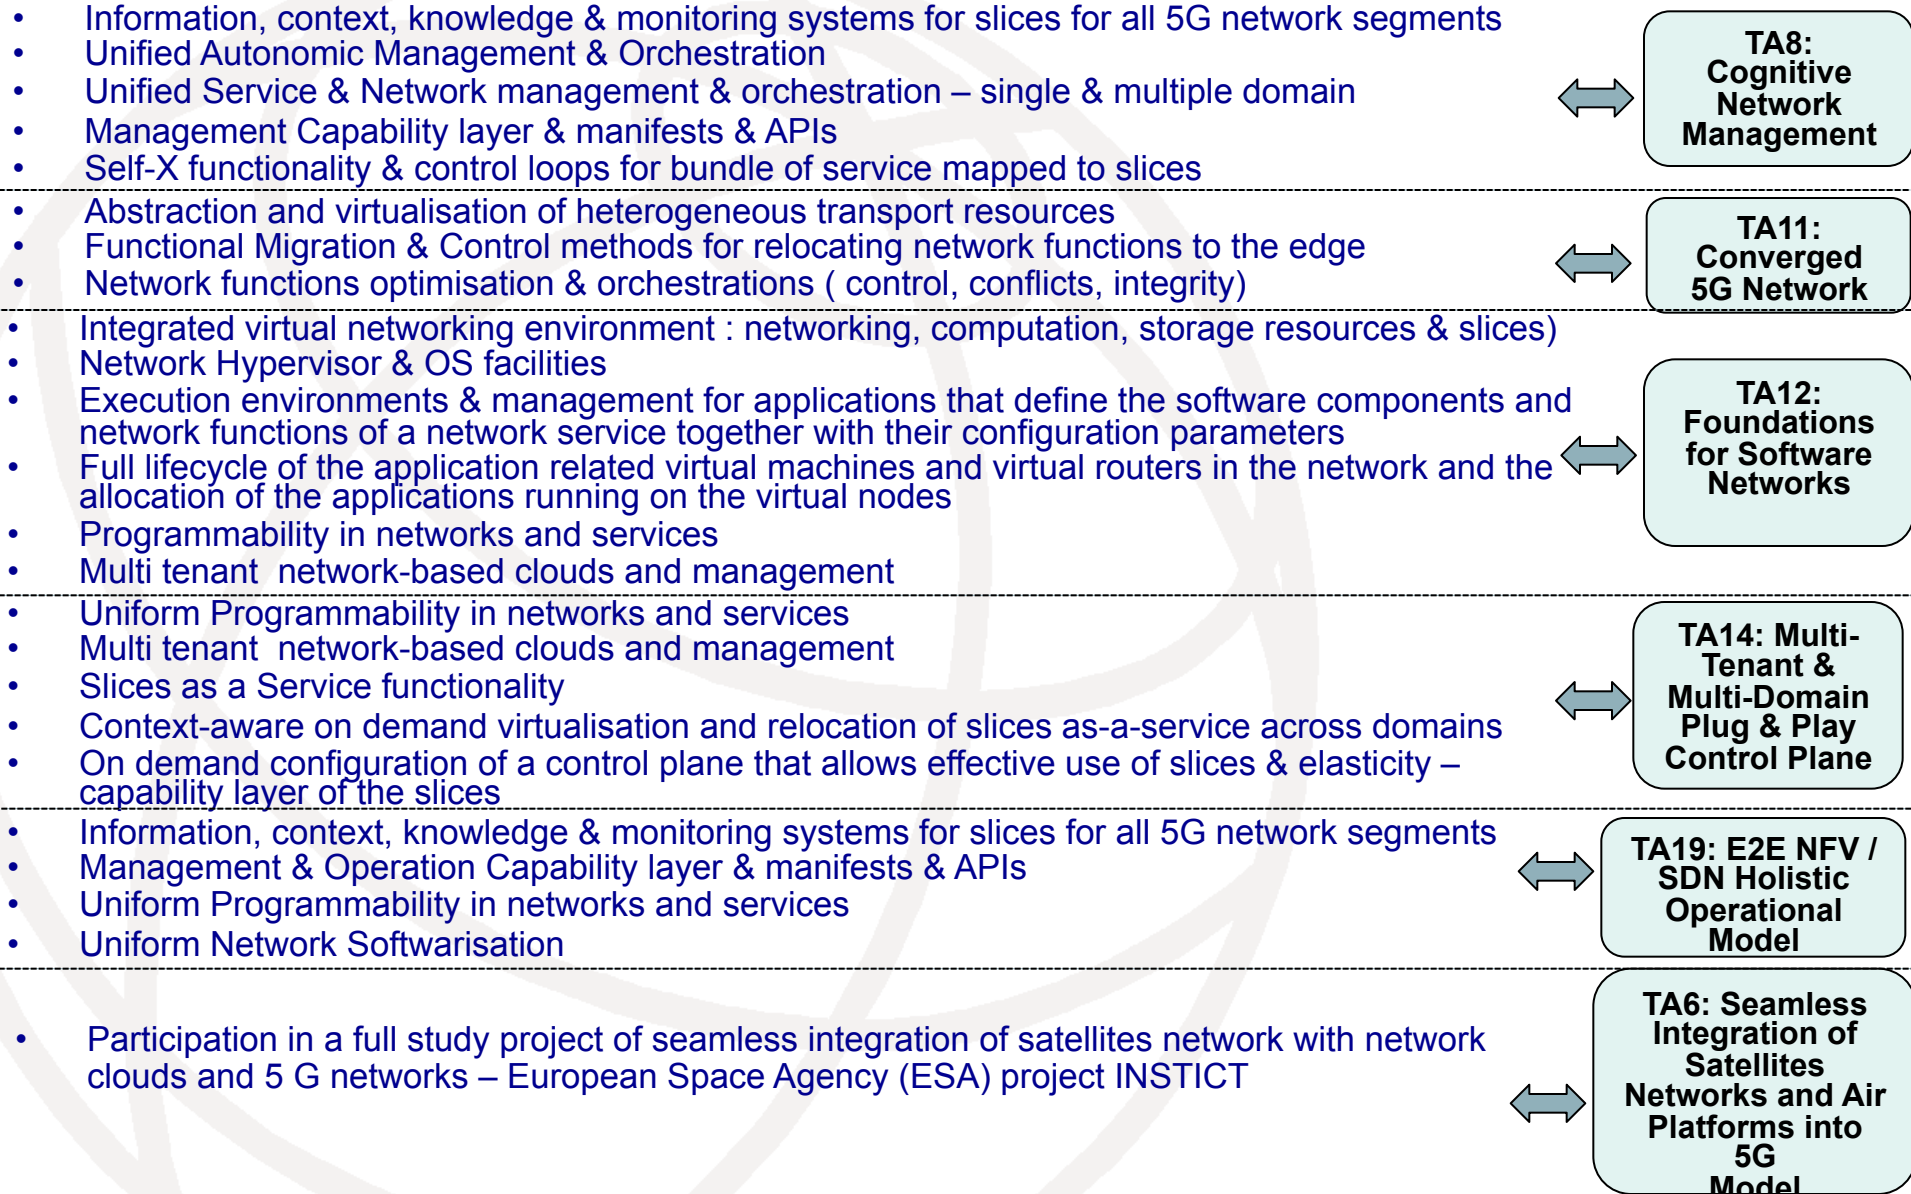 • Information, context, knowledge & monitoring systems for slices for all 5G network segments
• Unified Autonomic Management & Orchestration
• Unified Service & Network management & orchestration – single & multiple domain
• Management Capability layer & manifests & APIs
• Self-X functionality & control loops for bundle of service mapped to slices
TA8:
Cognitive
Network
Management
• Abstraction and virtualisation of heterogeneous transport resources
• Functional Migration & Control methods for relocating network functions to the edge
• Network functions optimisation & orchestrations ( control, conflicts, integrity)
TA11:
Converged
5G Network
• Integrated virtual networking environment : networking, computation, storage resources & slices)
• Network Hypervisor & OS facilities
• Execution environments & management for applications that define the software components and
network functions of a network service together with their configuration parameters
• Full lifecycle of the application related virtual machines and virtual routers in the network and the
allocation of the applications running on the virtual nodes
• Programmability in networks and services
• Multi tenant  network-based clouds and management
TA12:
Foundations
for Software
Networks
• Uniform Programmability in networks and services
• Multi tenant  network-based clouds and management
• Slices as a Service functionality
• Context-aware on demand virtualisation and relocation of slices as-a-service across domains
• On demand configuration of a control plane that allows effective use of slices & elasticity –
capability layer of the slices
TA14: Multi-
Tenant &
Multi-Domain
Plug & Play
Control Plane
• Information, context, knowledge & monitoring systems for slices for all 5G network segments
• Management & Operation Capability layer & manifests & APIs
• Uniform Programmability in networks and services
• Uniform Network Softwarisation
TA19: E2E NFV /
SDN Holistic
Operational
Model
• Participation in a full study project of seamless integration of satellites network with network
clouds and 5 G networks – European Space Agency (ESA) project INSTICT
TA6: Seamless
Integration of
Satellites
Networks and Air
Platforms into
5G
Model